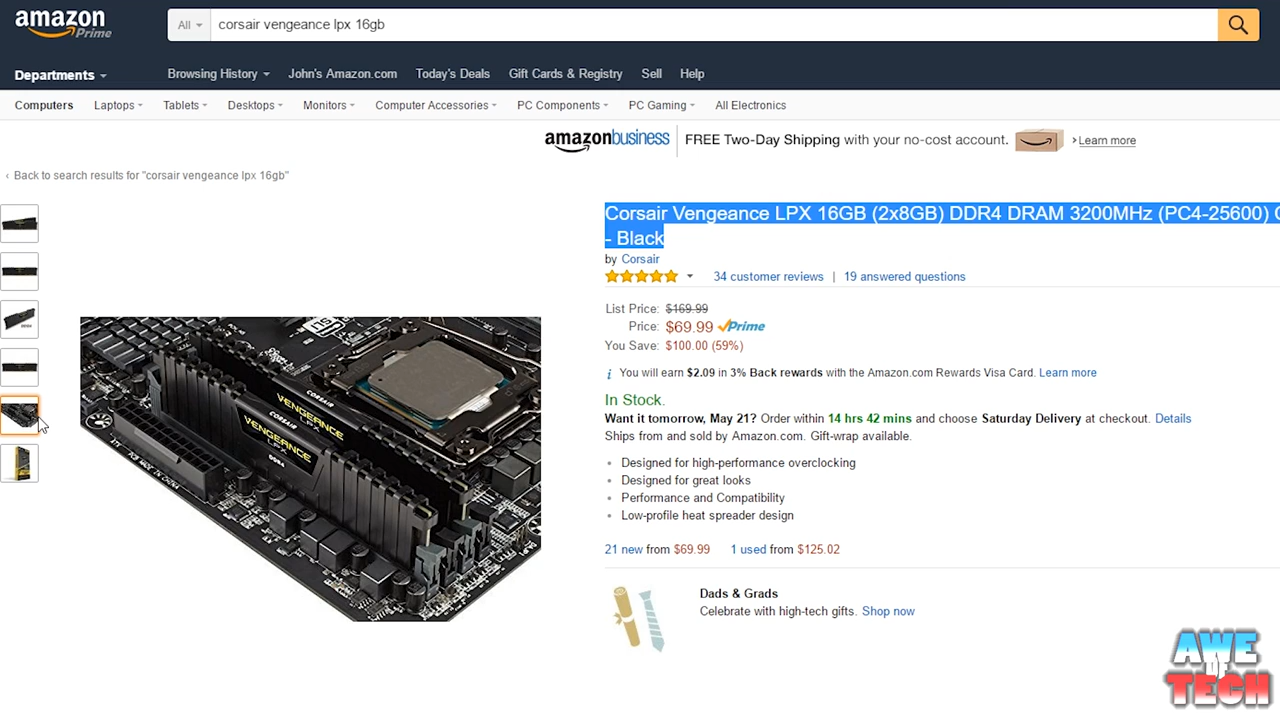 amazon
Prime
All
corsair vengeance lpx 16gb
Departments
Browsing History
John's Amazon.com
Today's Deals
Gift Cards & Registry
Sell
Help
Computers
Laptops
Tablets
Desktops
Monitors
Computer Accessories
PC Components
PC Gaming
All Electronics
amazonbusiness
FREE Two-Day Shipping with your no-cost account.
› Learn more
‹ Back to search results for "corsair vengeance lpx 16gb"
Corsair Vengeance LPX 16GB (2x8GB) DDR4 DRAM 3200MHz (PC4-25600) C
- Black
by Corsair
34 customer reviews | 19 answered questions
List Price: $169.99
Price: $69.99 Prime
You Save: $100.00 (59%)
You will earn $2.09 in 3% Back rewards with the Amazon.com Rewards Visa Card. Learn more
In Stock.
Want it tomorrow, May 21? Order within 14 hrs 42 mins and choose Saturday Delivery at checkout. Details
Ships from and sold by Amazon.com. Gift-wrap available.
Designed for high-performance overclocking
Designed for great looks
Performance and Compatibility
Low-profile heat spreader design
21 new from $69.99
1 used from $125.02
Dads & Grads
Celebrate with high-tech gifts. Shop now
CORSAIR
VENGEANCE
LPX
CORSAIR
VENGEANCE
LPX
DDR4
AWE
OF
TECH